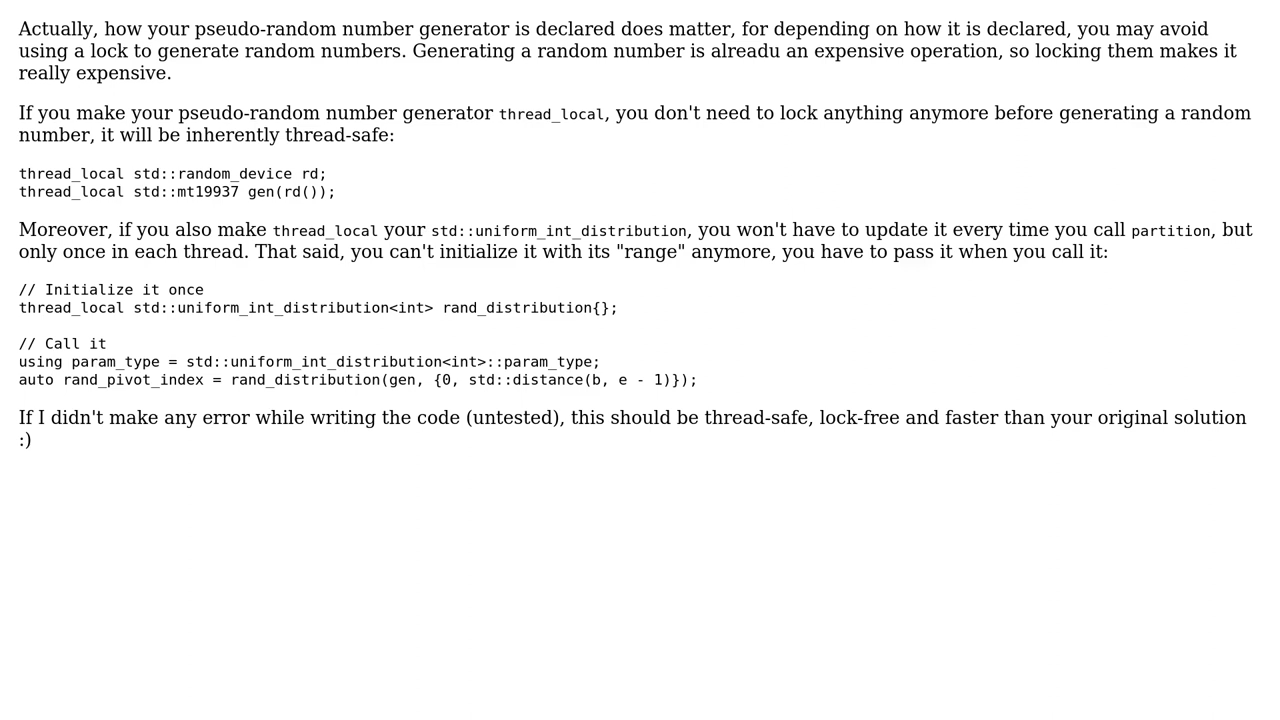 Actually, how your pseudo-random number generator is declared does matter, for depending on how it is declared, you may avoid
using a lock to generate random numbers. Generating a random number is alreadu an expensive operation, so locking them makes it
really expensive.
If you make your pseudo-random number generator thread_local, you don't need to lock anything anymore before generating a random
number, it will be inherently thread-safe:
thread_local std::random_device rd;
thread_local std::mt19937 gen(rd());
Moreover, if you also make thread_local your std::uniform_int_distribution, you won't have to update it every time you call partition, but
only once in each thread. That said, you can't initialize it with its "range" anymore, you have to pass it when you call it:
// Initialize it once
thread_local std::uniform_int_distribution<int> rand_distribution{};
// Call it
using param_type = std::uniform_int_distribution<int>::param_type;
auto rand_pivot_index = rand_distribution(gen, {0, std::distance(b, e - 1)});
If I didn't make any error while writing the code (untested), this should be thread-safe, lock-free and faster than your original solution
:)